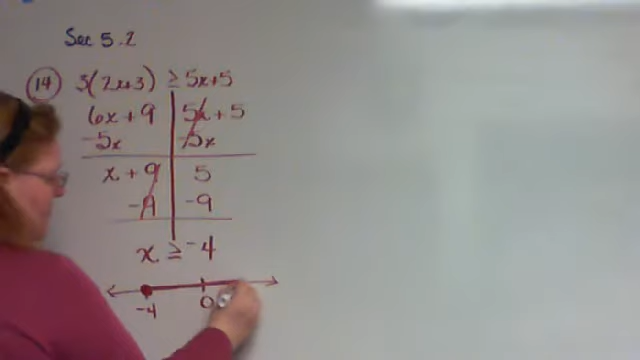 Sec 5.2
14 3(2x+3) ≥ 5x+5
6x + 9 5x + 5
-5x -5x
x + 9 5
-9 -9
x ≥ -4
-4 0